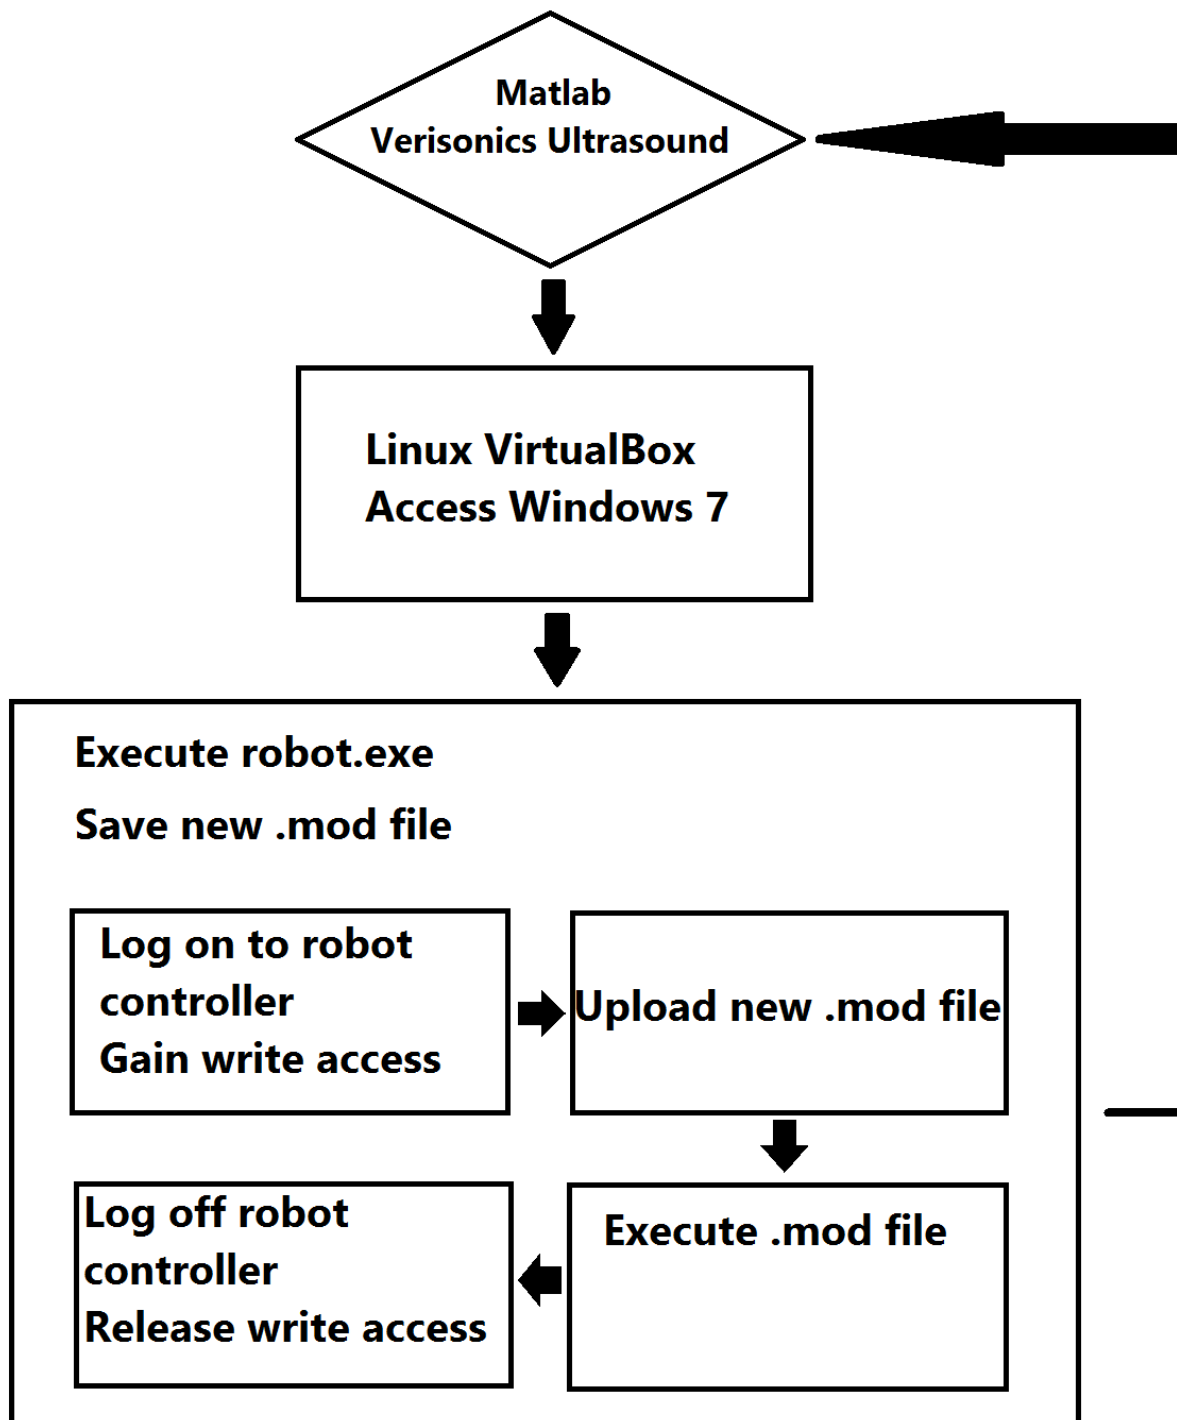 Matlab
Verisonics Ultrasound
Linux VirtualBox
Access Windows 7
Execute robot.exe
Save new .mod file
Log on to robot
controller
Gain write access
Upload new .mod file
Execute .mod file
Log off robot
controller
Release write access